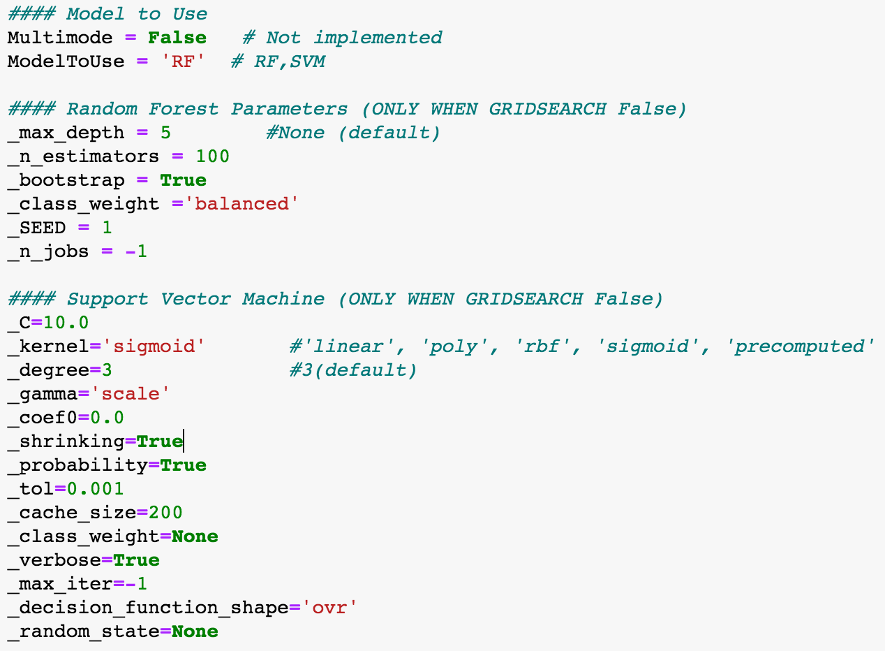 #### Model to Use
Multimode = False   # Not implemented
ModelToUse = 'RF'  # RF,SVM
#### Random Forest Parameters (ONLY WHEN GRIDSEARCH False)
_max_depth = 5        #None (default)
_n_estimators = 100
_bootstrap = True
_class_weight ='balanced'
_SEED = 1
_n_jobs = -1
#### Support Vector Machine (ONLY WHEN GRIDSEARCH False)
_C=10.0
_kernel='sigmoid'       #'linear', 'poly', 'rbf', 'sigmoid', 'precomputed'
_degree=3               #3(default)
_gamma='scale'
_coef0=0.0
_shrinking=True
_probability=True
_tol=0.001
_cache_size=200
_class_weight=None
_verbose=True
_max_iter=-1
_decision_function_shape='ovr'
_random_state=None